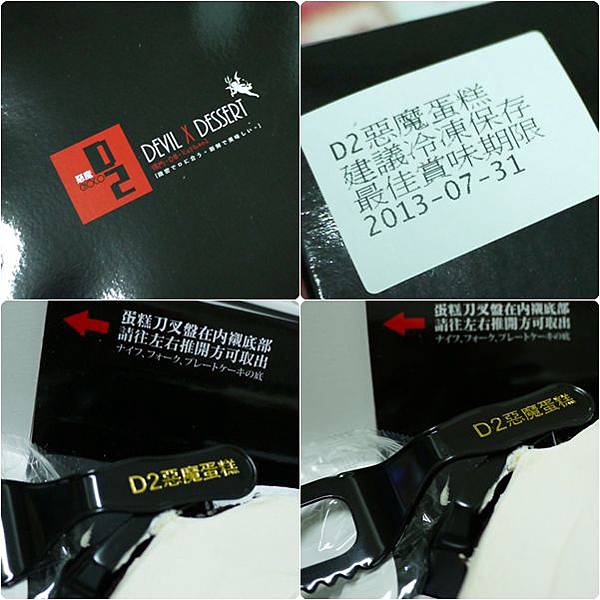 惡魔
D2
DEVIL X DESSERT
D2惡魔蛋糕
建議冷凍保存
最佳賞味期限
2013-07-31
蛋糕刀叉盤在內襯底部
請往左右推開方可取出
ナイフ、フォーク、プレートケーキの底
D2惡魔蛋糕
蛋糕刀叉盤在內襯底部
請往左右推開方可取出
ナイフ、フォーク、プレートケーキの底
D2惡魔蛋糕